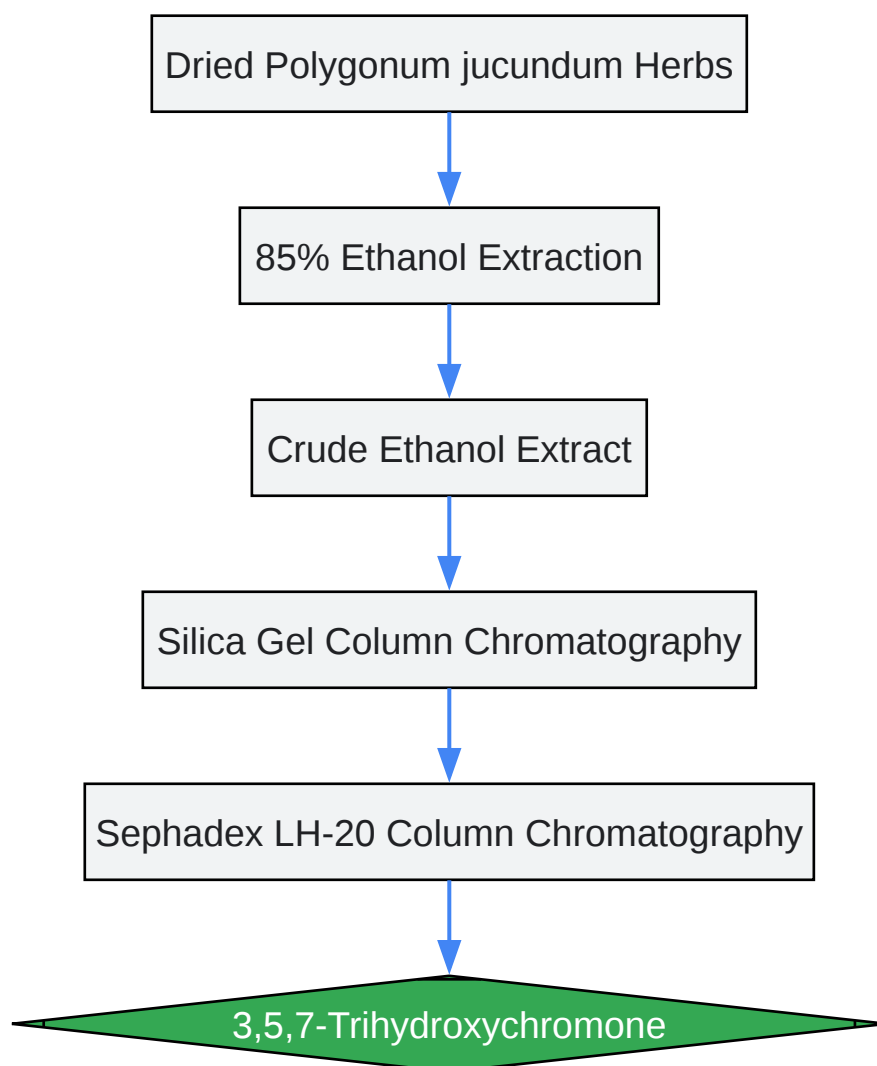 Dried Polygonum jucundum Herbs
85% Ethanol Extraction
Crude Ethanol Extract
Silica Gel Column Chromatography
Sephadex LH-20 Column Chromatography
3,5,7-Trihydroxychromone